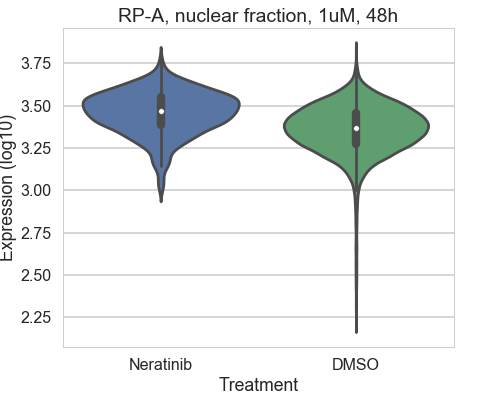 RP-A, nuclear fraction, 1uM, 48h
Expression (log10)
3.75
3.50
3.25
3.00
2.75
2.50
2.25
Neratinib
DMSO
Treatment